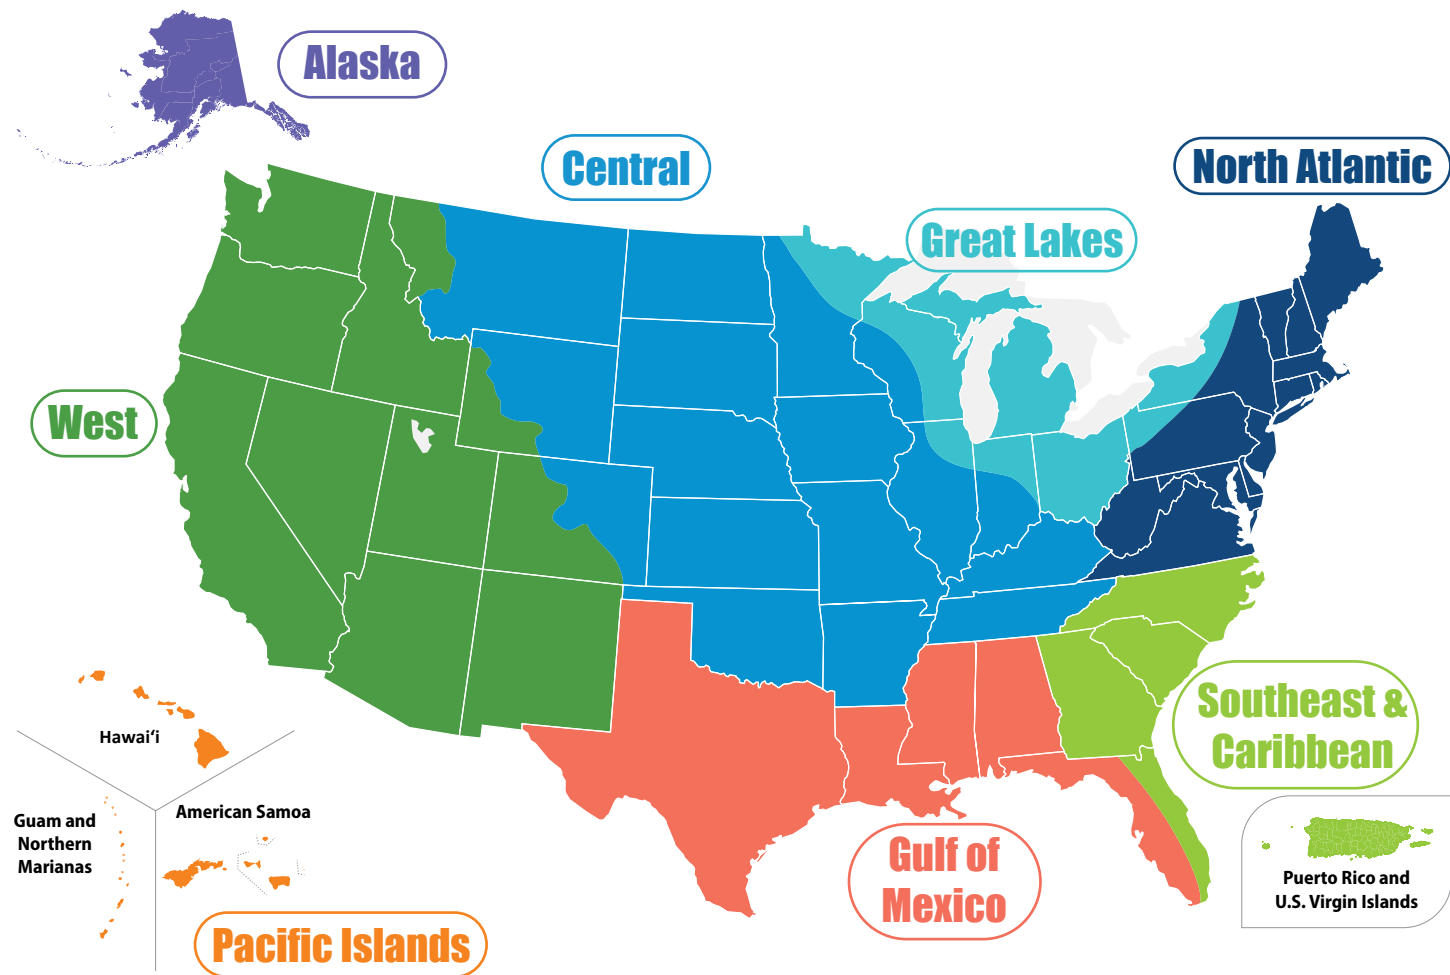 Alaska
Central
North Atlantic
Great Lakes
West
Southeast &
Caribbean
Hawaiʻi
American Samoa
Guam and
Northern
Marianas
Gulf of
Mexico
Puerto Rico and
U.S. Virgin Islands
Pacific Islands